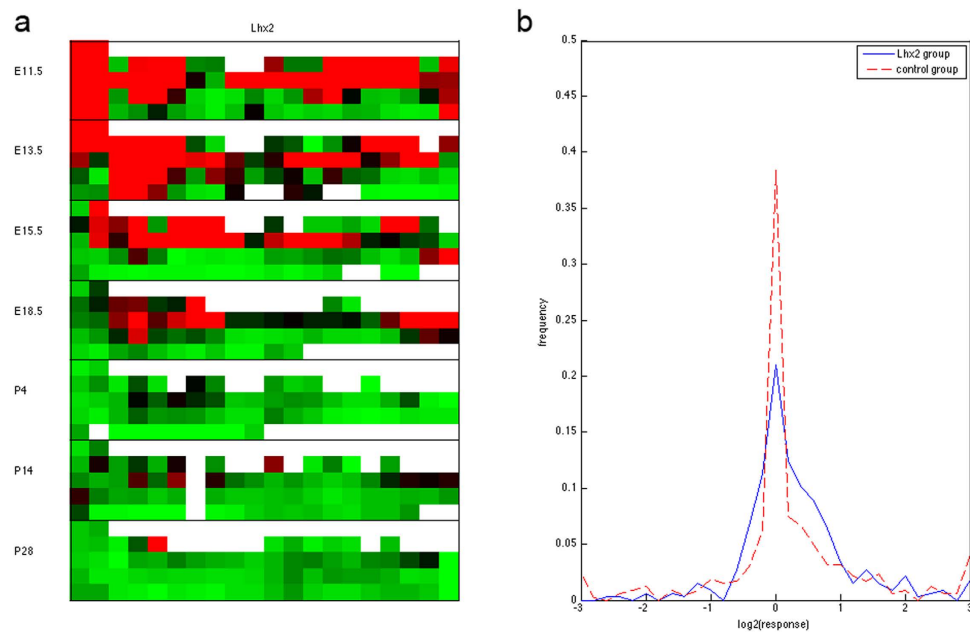 a
Lhx2
E11.5
E13.5
E15.5
E18.5
P4
P14
P28
b
Lhx2 group
control group
0.5
0.45
0.4
0.35
0.3
0.25
0.2
0.15
0.1
0.05
0
frequency
-3 -2 -1 0 1 2 3
log2(response)